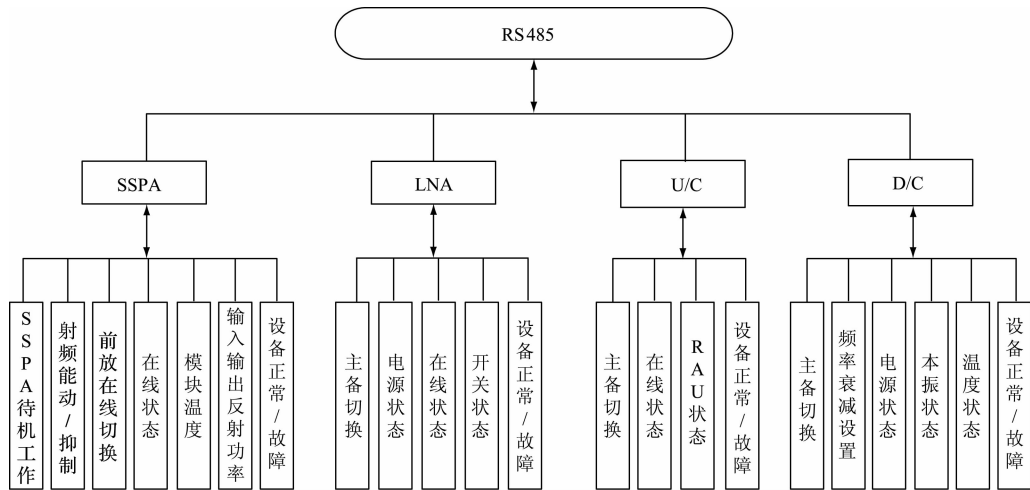 RS485
SSPA
LNA
U/C
D/C
SSPA待机工作
射频能动/抑制
前放在线切换
在线状态
模块温度
输入输出反射功率
设备正常/故障
主备切换
电源状态
在线状态
开关状态
设备正常/故障
主备切换
在线状态
RAU状态
设备正常/故障
主备切换
频率衰减设置
电源状态
本振状态
温度状态
设备正常/故障